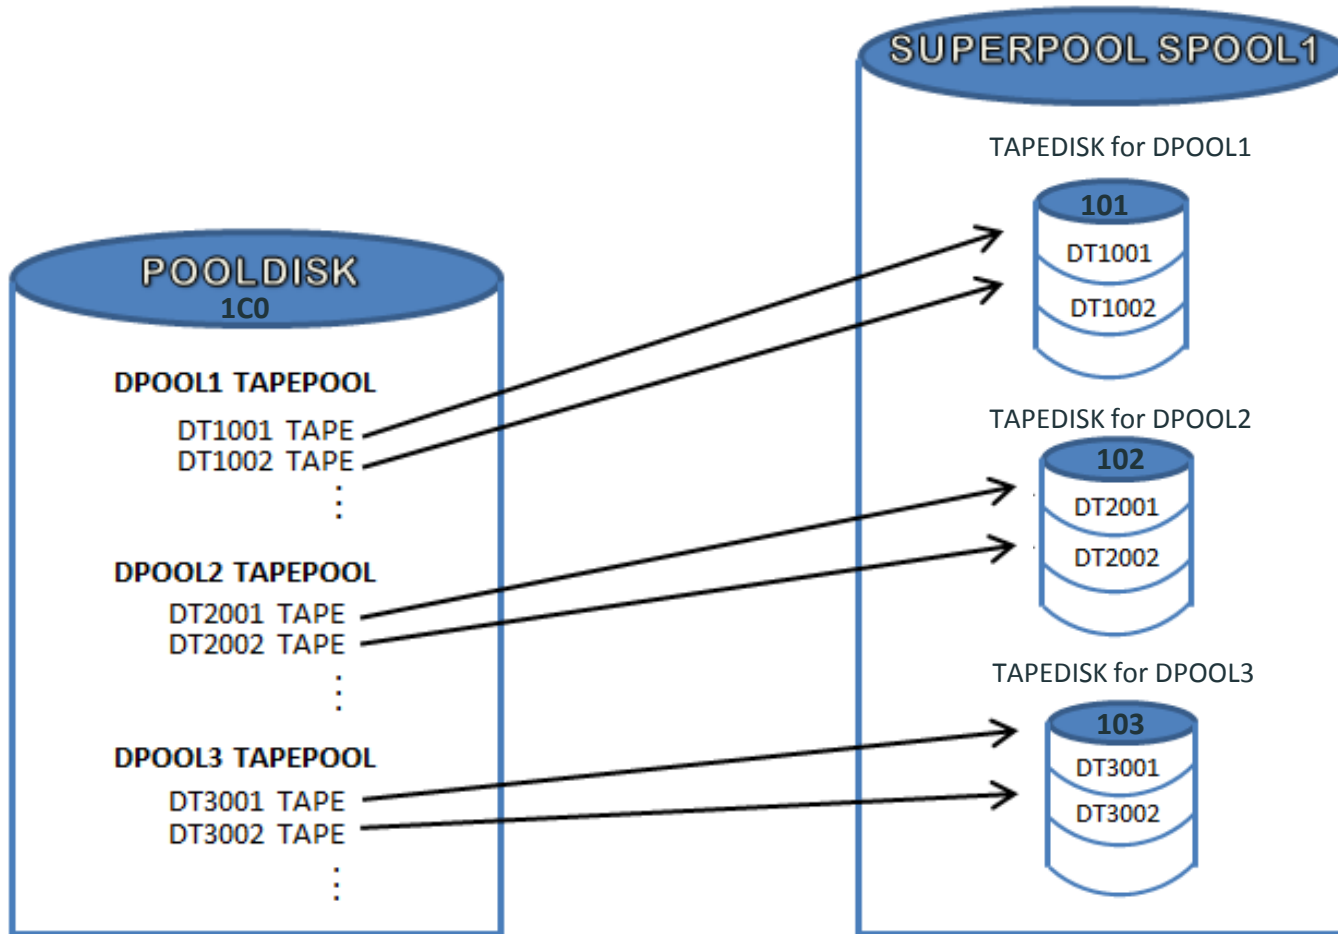 POOLDISK
1C0
DPOOL1 TAPEPOOL
DT1001 TAPE
DT1002 TAPE
⋮
DPOOL2 TAPEPOOL
DT2001 TAPE
DT2002 TAPE
⋮
DPOOL3 TAPEPOOL
DT3001 TAPE
DT3002 TAPE
⋮
SUPERPOOL SPOOL1
TAPEDISK for DPOOL1
101
DT1001
DT1002
TAPEDISK for DPOOL2
102
DT2001
DT2002
TAPEDISK for DPOOL3
103
DT3001
DT3002